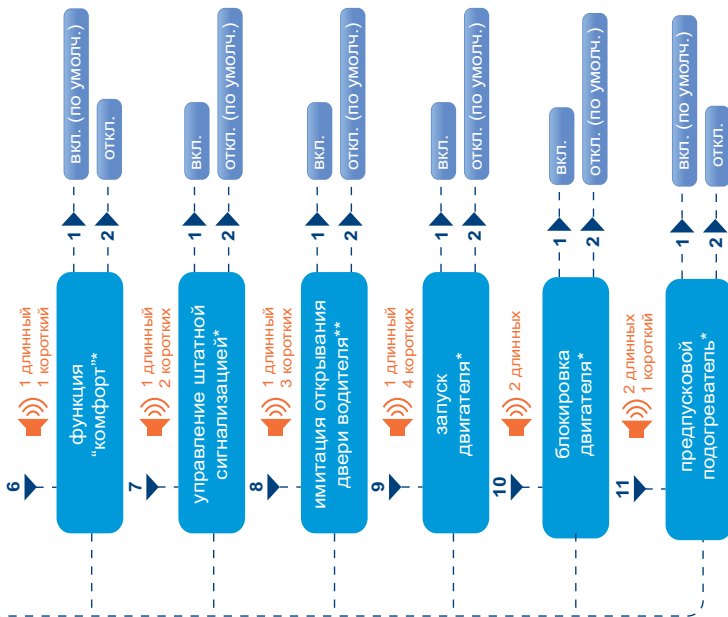 6
1 длинный
1 короткий
функция
“комфорт”*
1
вкл. (по умолч.)
2
откл.
7
1 длинный
2 коротких
управление штатной
сигнализацией*
1
вкл.
2
откл. (по умолч.)
8
1 длинный
3 коротких
имитация открывания
двери водителя**
1
вкл.
2
откл. (по умолч.)
9
1 длинный
4 коротких
запуск
двигателя*
1
вкл.
2
откл. (по умолч.)
10
2 длинных
блокировка
двигателя*
1
вкл.
2
откл. (по умолч.)
11
2 длинных
1 короткий
предпусковой
подогреватель*
1
вкл. (по умолч.)
2
откл.